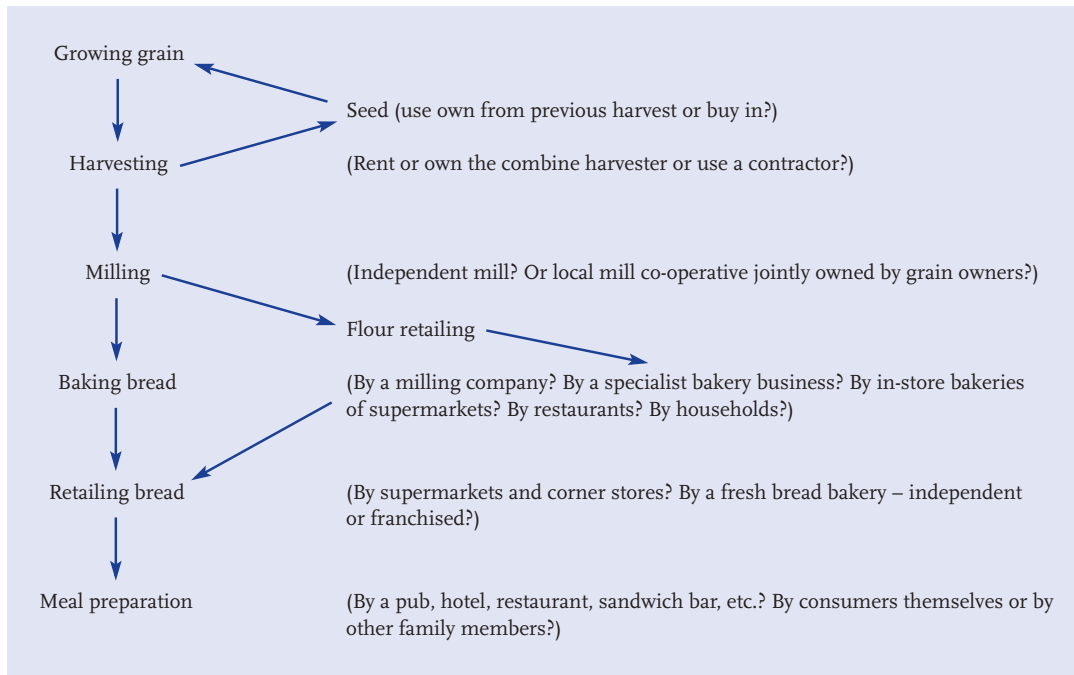 Growing grain
Seed (use own from previous harvest or buy in?)
Harvesting
(Rent or own the combine harvester or use a contractor?)
Milling
(Independent mill? Or local mill co-operative jointly owned by grain owners?)
Flour retailing
Baking bread
(By a milling company? By a specialist bakery business? By in-store bakeries
of supermarkets? By restaurants? By households?)
Retailing bread
(By supermarkets and corner stores? By a fresh bread bakery – independent
or franchised?)
Meal preparation
(By a pub, hotel, restaurant, sandwich bar, etc.? By consumers themselves or by
other family members?)